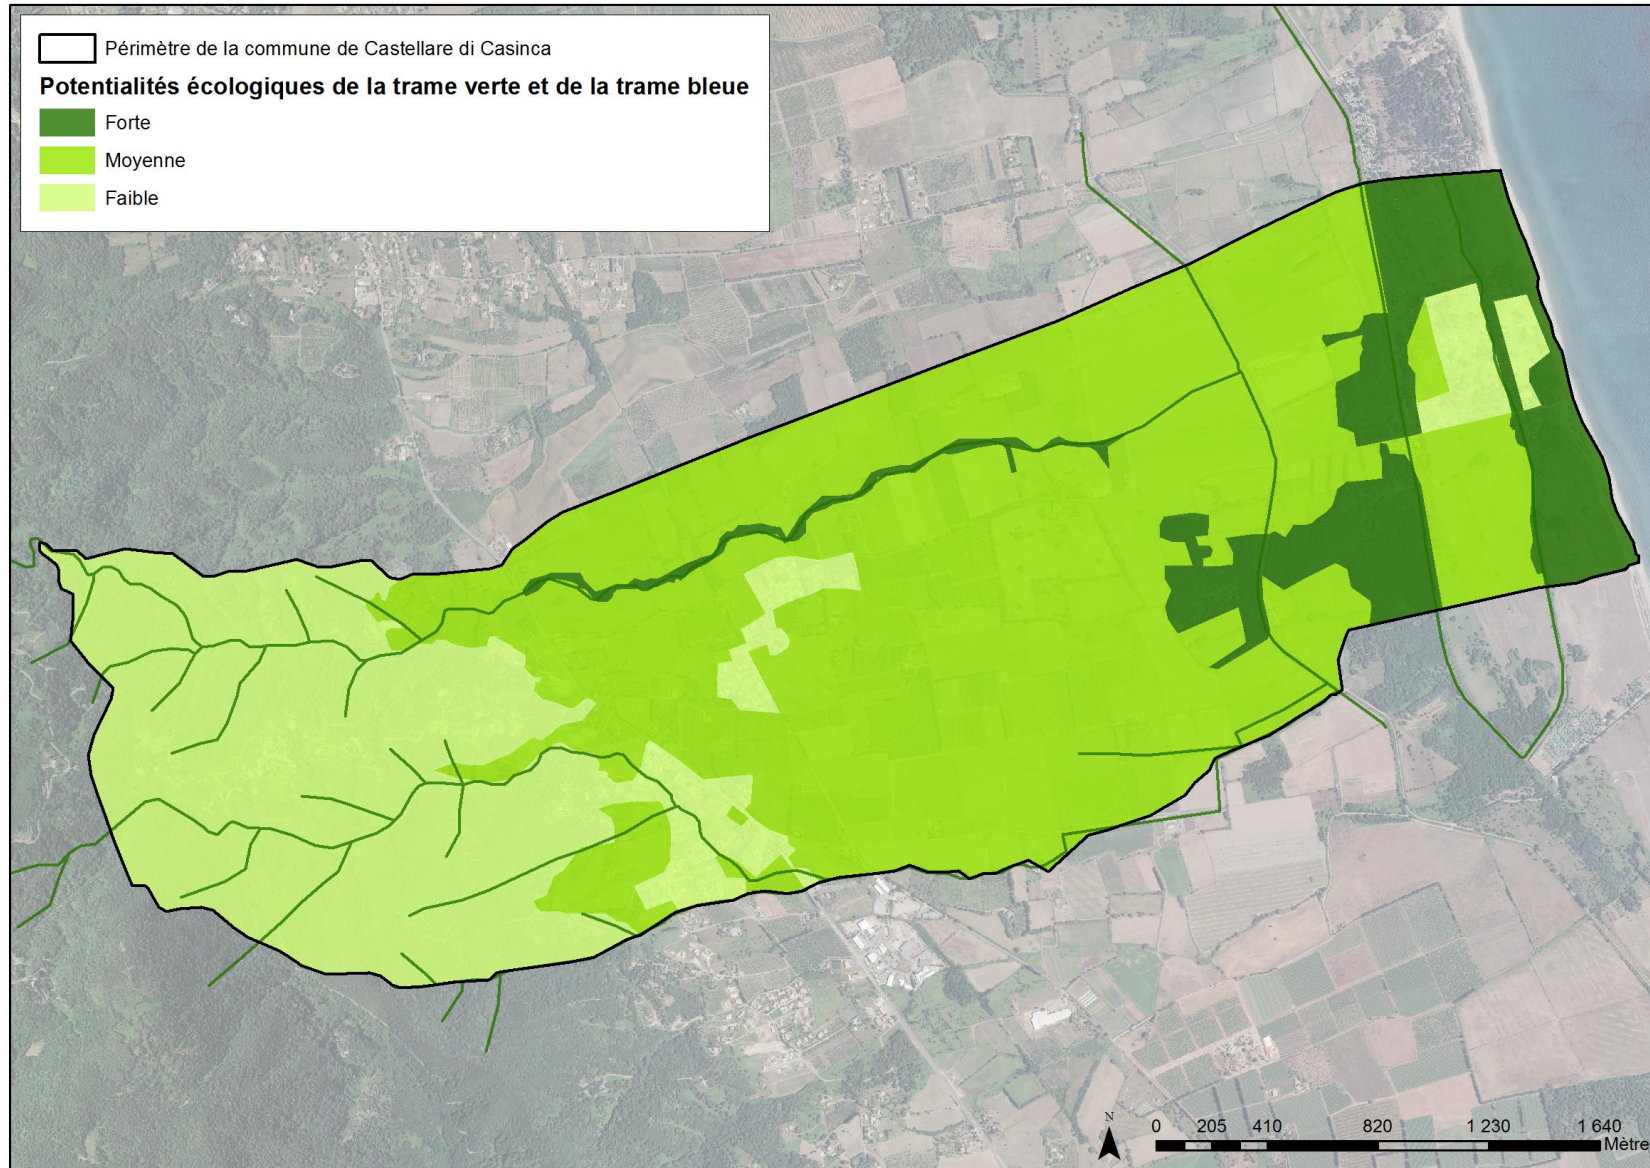 Périmètre de la commune de Castellare di Casinca
Potentialités écologiques de la trame verte et de la trame bleue
Forte
Moyenne
Faible
N
0 205 410 820 1 230 1 640
Mètre